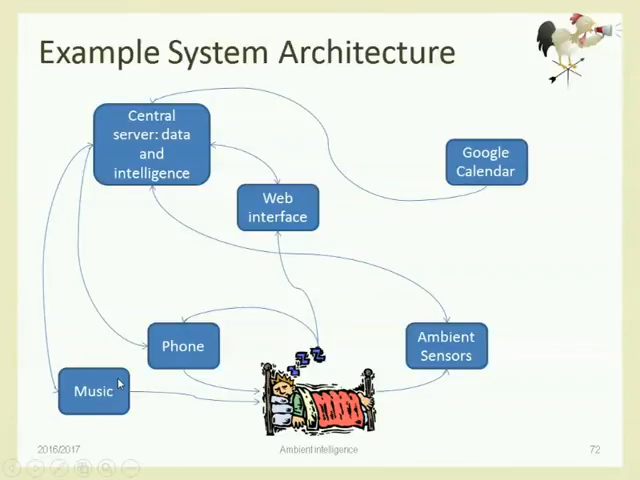 Example System Architecture
Central
server: data
and
intelligence
Google
Calendar
Web
interface
Phone
Ambient
Sensors
Music
2016/2017
Ambient intelligence
72